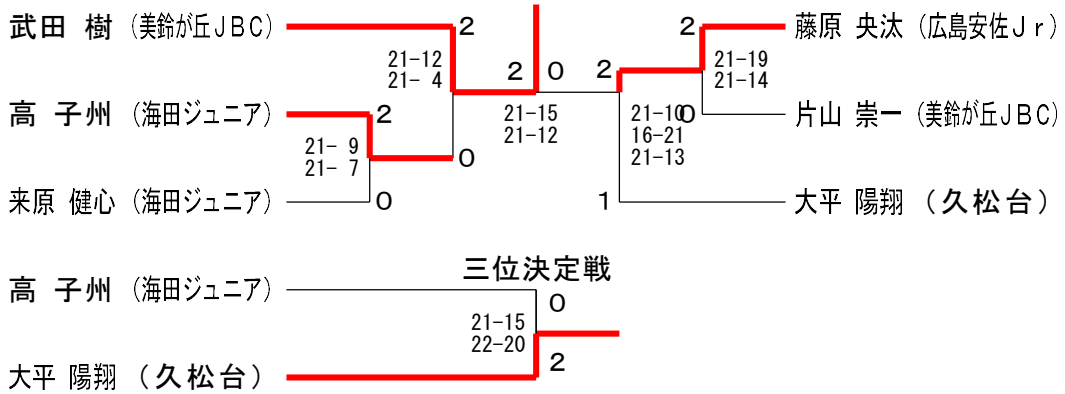 武田 樹 (美鈴が丘JBC)
2
21-12
21- 4
2
0
2
2
藤原 央汰 (広島安佐Jr)
21-19
21-14
高 子州 (海田ジュニア)
2
21- 9
21- 7
0
21-15
21-12
21-10
16-21
21-13
0
片山 崇一 (美鈴が丘JBC)
来原 健心 (海田ジュニア)
0
1
大平 陽翔 (久松台)
三位決定戦
高 子州 (海田ジュニア)
0
21-15
22-20
2
大平 陽翔 (久松台)